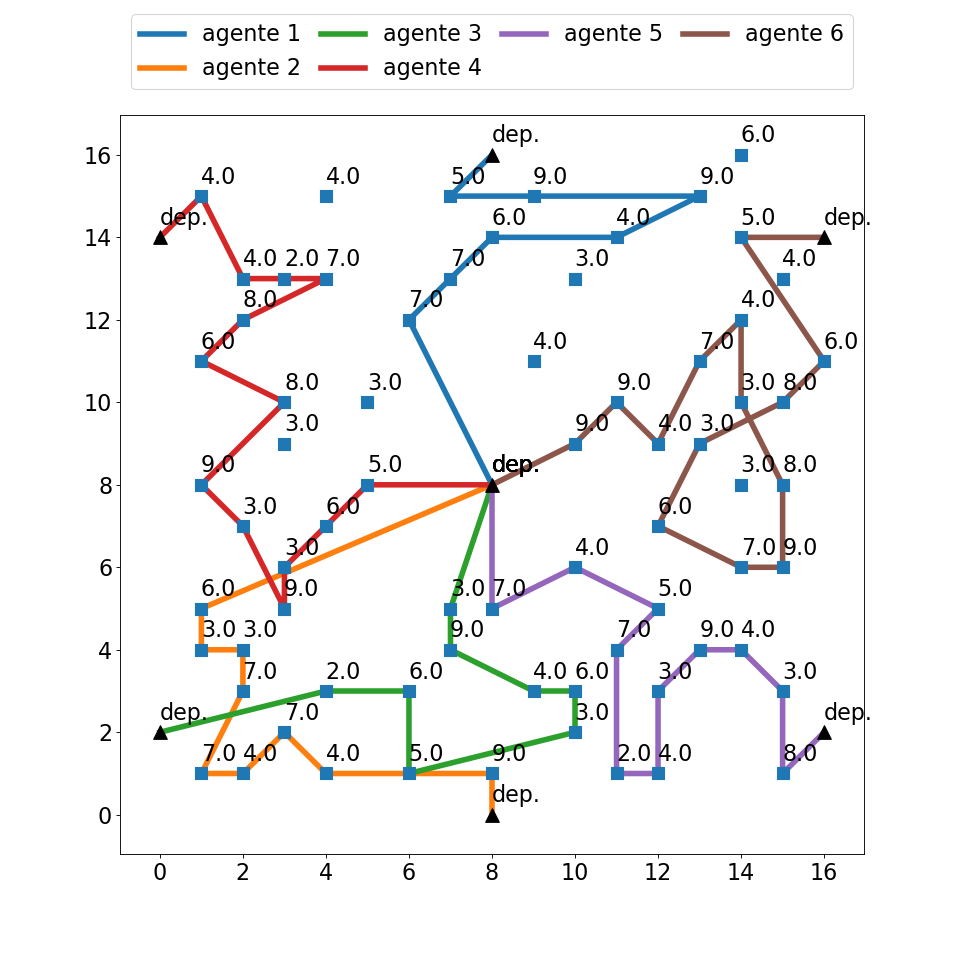 agente 1 agente 3 agente 5 agente 6
agente 2 agente 4
dep. 6.0
16
4.0 4.0 5.0 9.0 9.0
dep. 6.0 4.0 5.0 dep.
14
4.0 2.0 7.0 7.0 3.0 4.0
8.0 7.0 4.0
12
6.0 4.0 7.0 6.0
8.0 3.0 9.0 3.0 8.0
10
3.0 9.0 4.0 3.0
9.0 5.0 dep. dep. 3.0 8.0
8
3.0 6.0 6.0
3.0 4.0 7.0 9.0
6
6.0 9.0 3.0 7.0 5.0
3.0 3.0 9.0 7.0 9.0 4.0
4
7.0 2.0 6.0 4.0 6.0 3.0 3.0
dep. 7.0 3.0 dep.
2
7.0 4.0 4.0 5.0 9.0 2.0 4.0 8.0
dep.
0
0 2 4 6 8 10 12 14 16